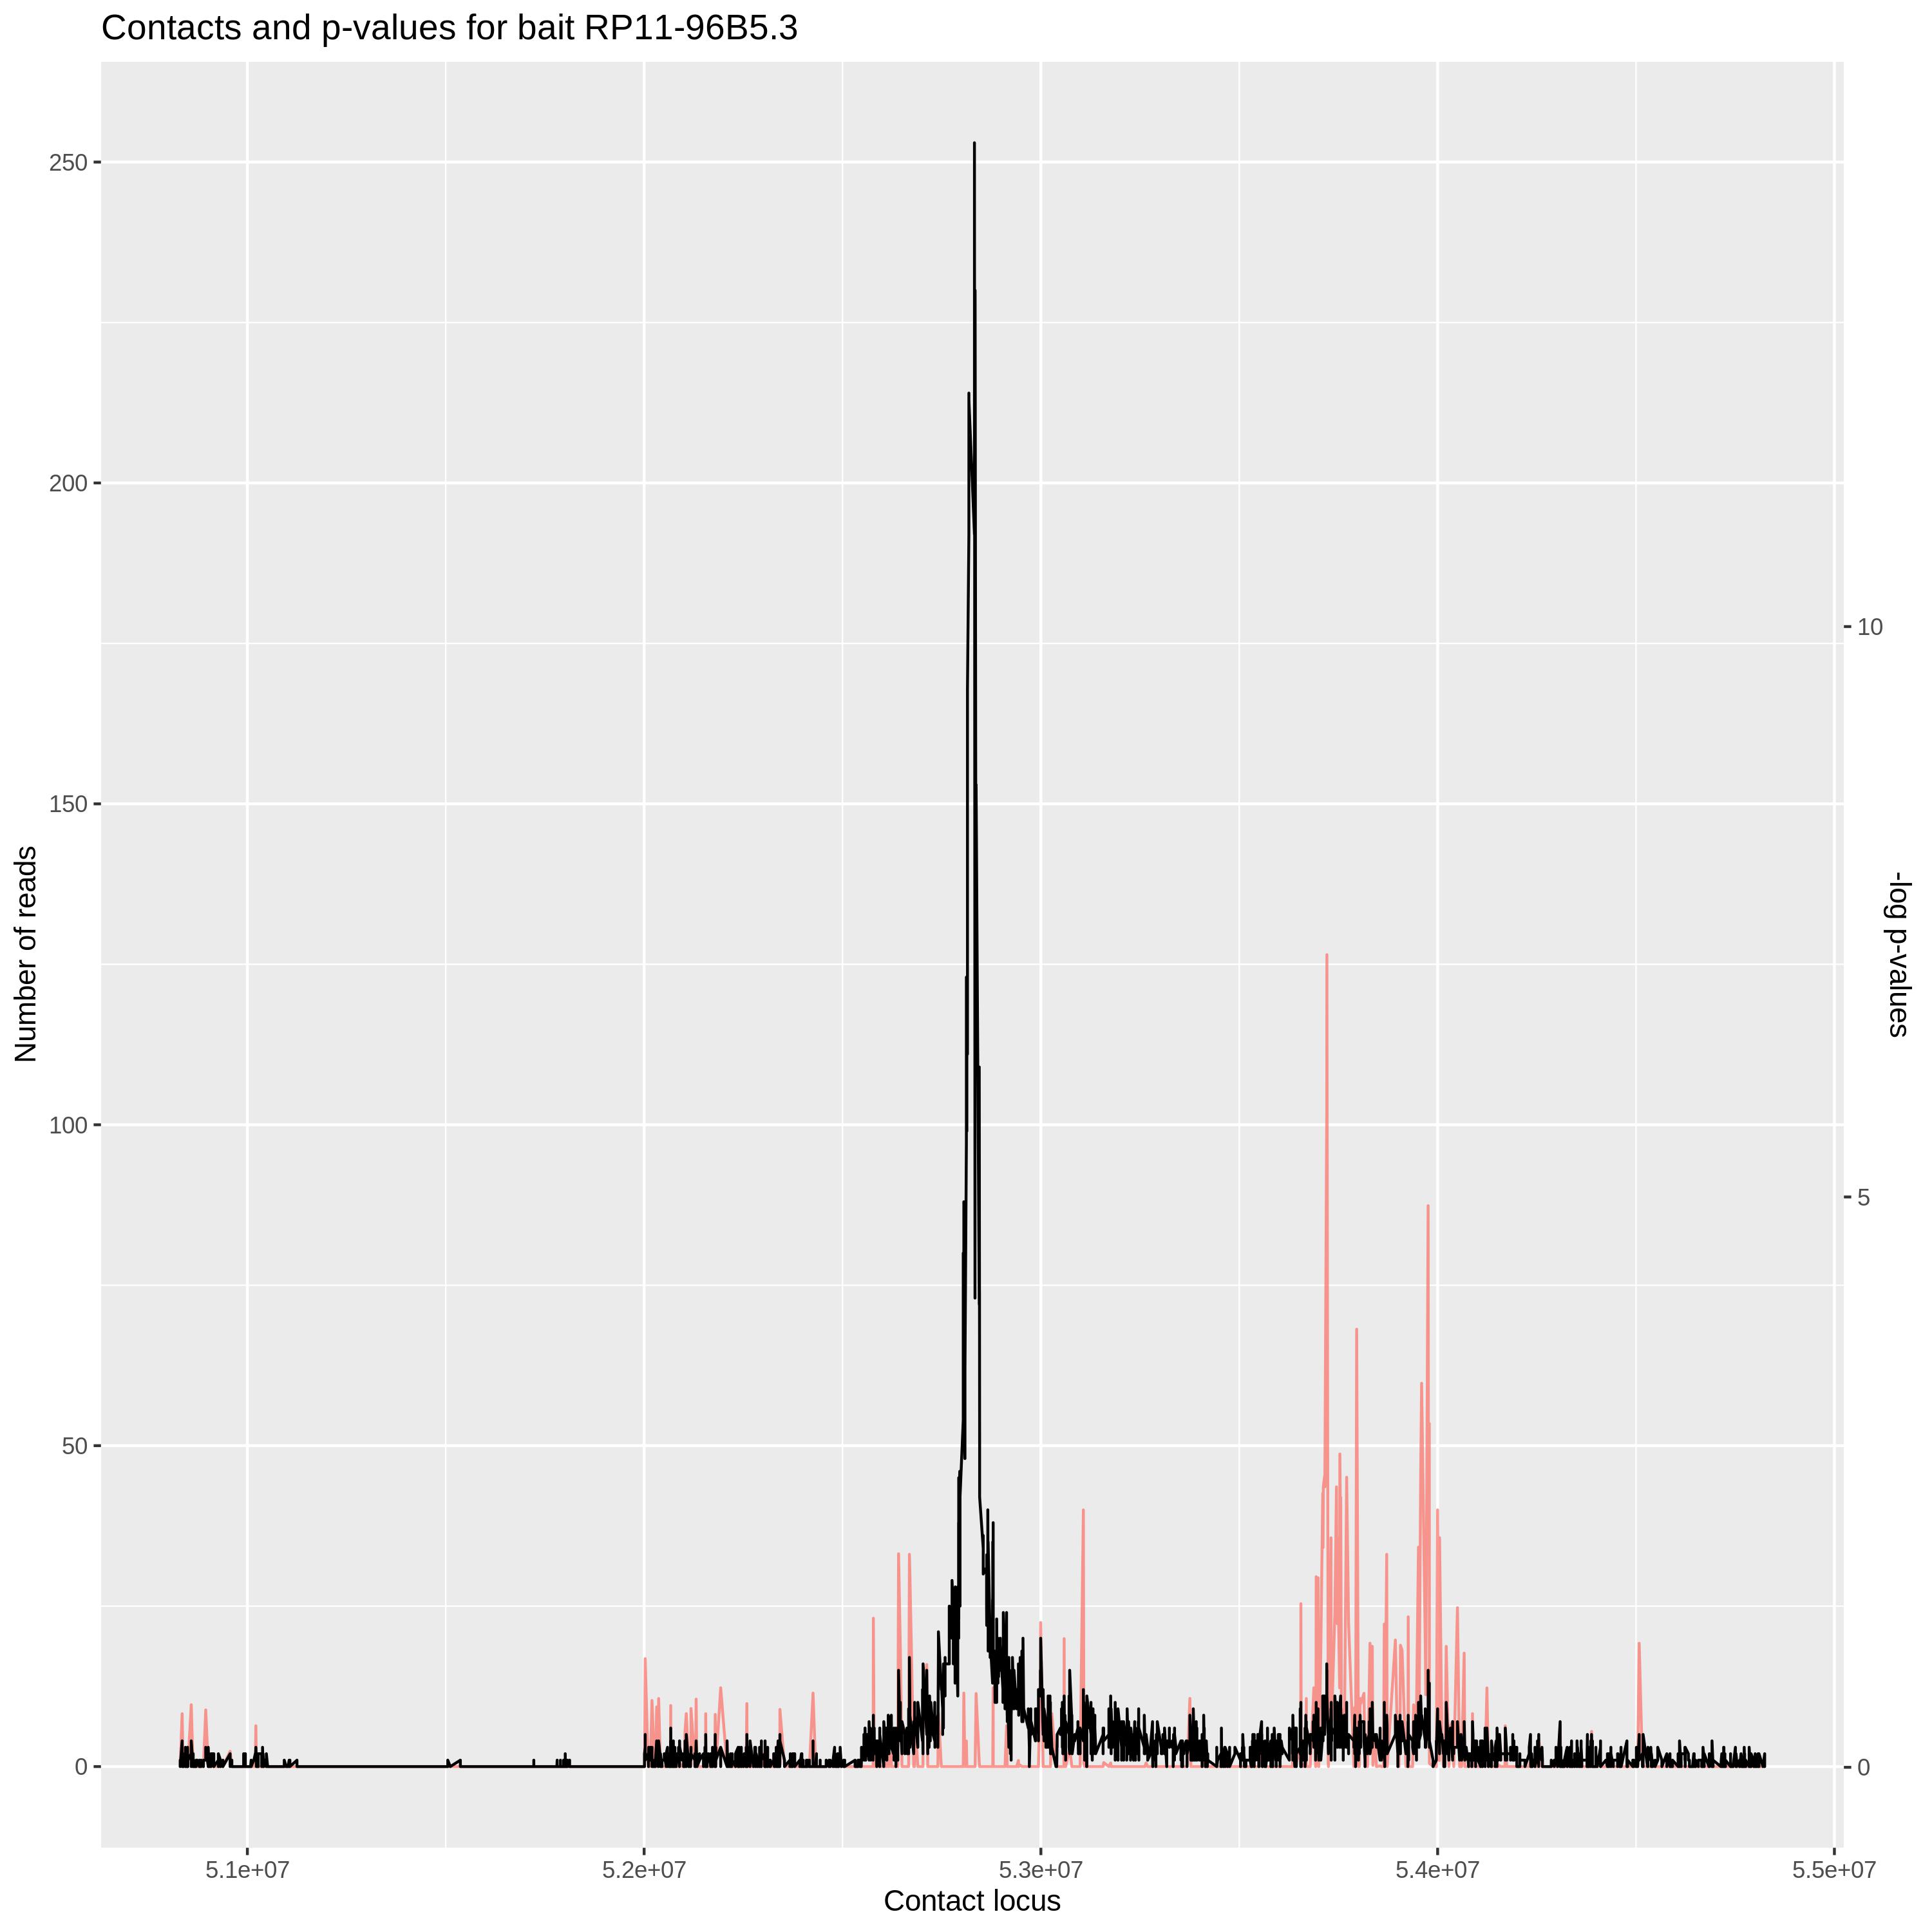 Contacts and p-values for bait RP11-96B5.3
250
200
150
100
50
0
Number of reads
10
5
0
-log p-values
5.1e+07 5.2e+07 5.3e+07 5.4e+07 5.5e+07
Contact locus